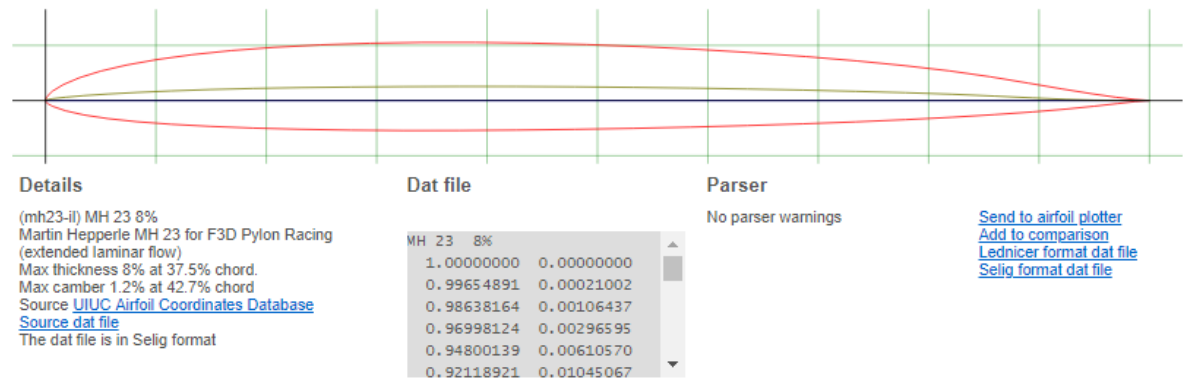 Details
(mh23-il) MH 23 8%
Martin Hepperle MH 23 for F3D Pylon Racing
(extended laminar flow)
Max thickness 8% at 37.5% chord.
Max camber 1.2% at 42.7% chord
Source UIUC Airfoil Coordinates Database
Source dat file
The dat file is in Selig format
Dat file
MH 23 8%
1.00000000 0.00000000
0.99654891 0.00021002
0.98638164 0.00106437
0.96998124 0.00296595
0.94800139 0.00610570
0.92118921 0.01045067
Parser
No parser warnings
Send to airfoil plotter
Add to comparison
Lednicer format dat file
Selig format dat file